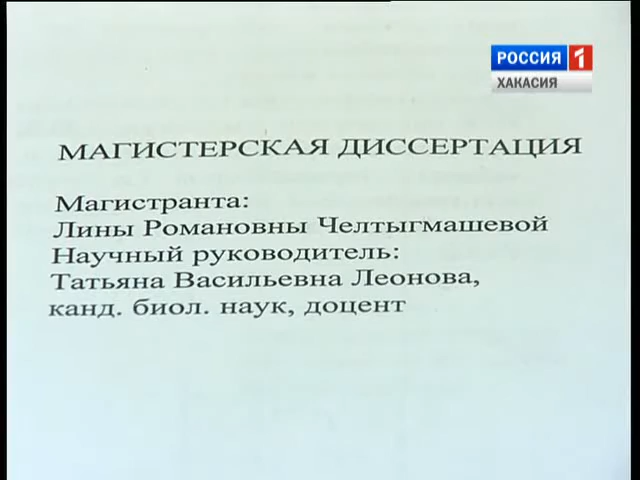 РОССИЯ 1
ХАКАСИЯ
МАГИСТЕРСКАЯ ДИССЕРТАЦИЯ
Магистранта:
Лины Романовны Челтыгмашевой
Научный руководитель:
Татьяна Васильевна Леонова,
канд. биол. наук, доцент